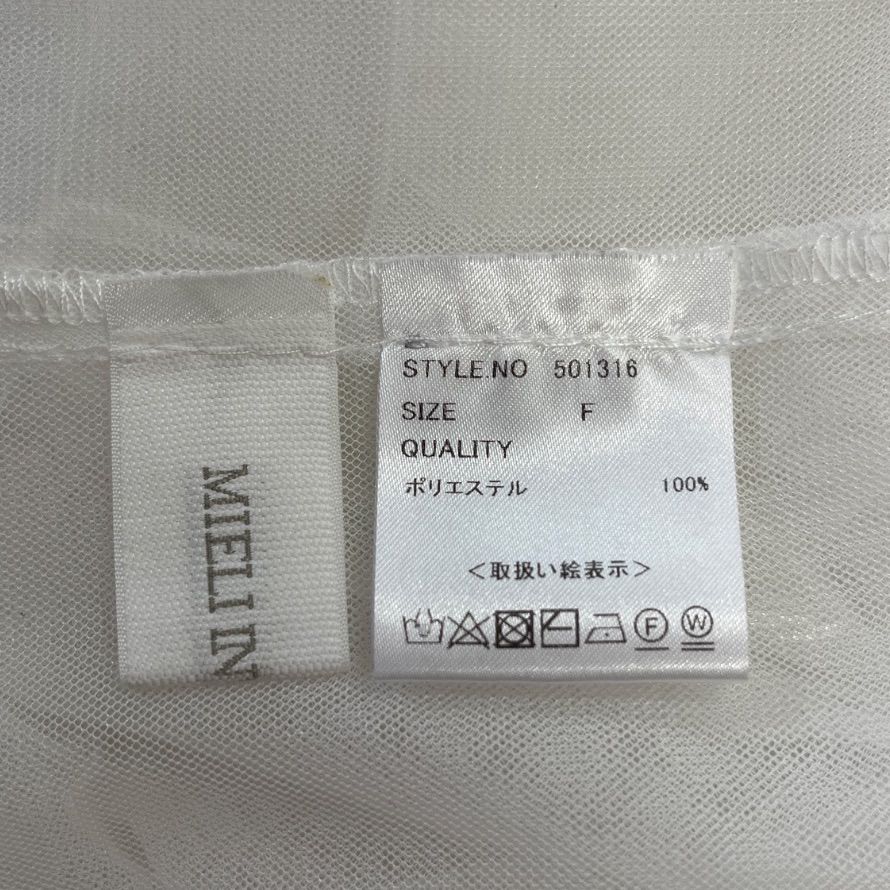 MIELI IN
STYLE.NO 501316
SIZE F
QUALITY
ポリエステル 100%
<取扱い絵表示>
F W